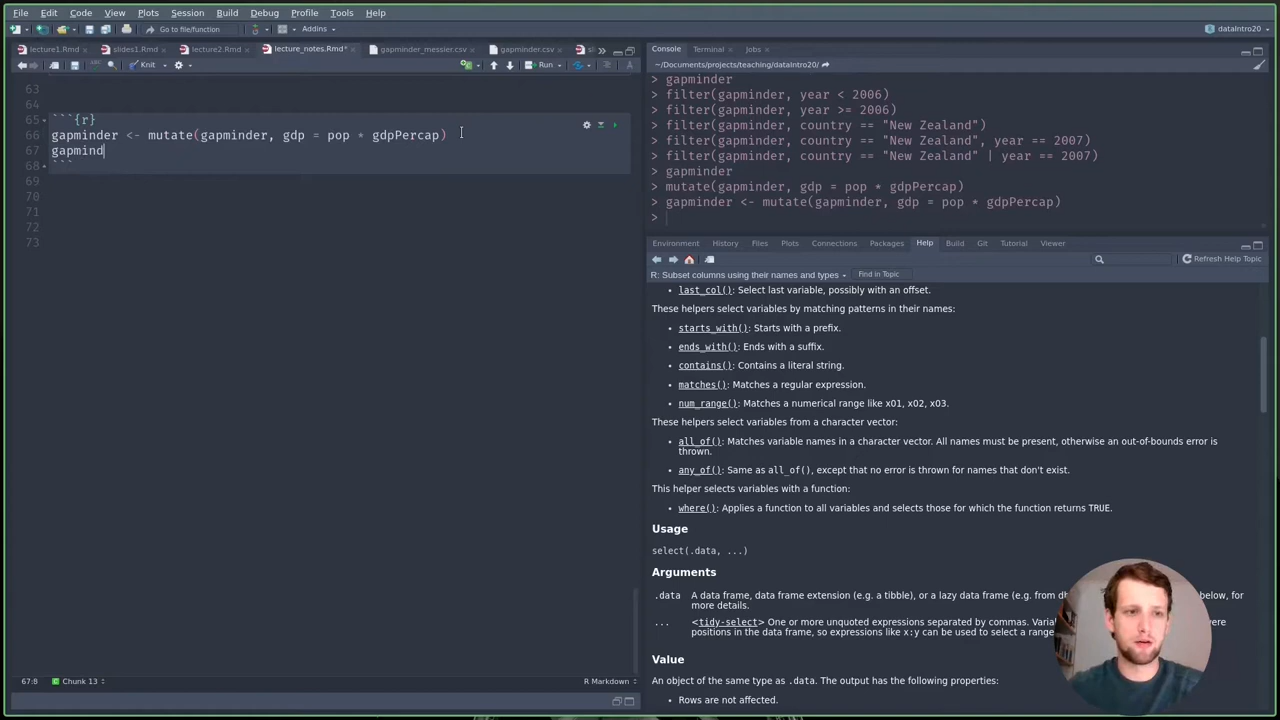 File Edit Code View Plots Session Build Debug Profile Tools Help
Go to file/function Addins dataIntro20
lecture1.Rmd slides1.Rmd lecture2.Rmd lecture_notes.Rmd* gapminder_messier.csv gapminder.csv
Knit Run
63
64
65 ```{r}
66 gapminder <- mutate(gapminder, gdp = pop * gdpPercap)
67 gapmind
68 ```
69
70
71
72
73
67:8 Chunk 13 R Markdown
Console Terminal Jobs
~/Documents/projects/teaching/dataIntro20/
> gapminder
> filter(gapminder, year < 2006)
> filter(gapminder, year >= 2006)
> filter(gapminder, country == "New Zealand")
> filter(gapminder, country == "New Zealand", year == 2007)
> filter(gapminder, country == "New Zealand" | year == 2007)
> gapminder
> mutate(gapminder, gdp = pop * gdpPercap)
> gapminder <- mutate(gapminder, gdp = pop * gdpPercap)
>
Environment History Files Plots Connections Packages Help Build Git Tutorial Viewer
Refresh Help Topic
R: Subset columns using their names and types Find in Topic
• last_col(): Select last variable, possibly with an offset.
These helpers select variables by matching patterns in their names:
• starts_with(): Starts with a prefix.
• ends_with(): Ends with a suffix.
• contains(): Contains a literal string.
• matches(): Matches a regular expression.
• num_range(): Matches a numerical range like x01, x02, x03.
These helpers select variables from a character vector:
• all_of(): Matches variable names in a character vector. All names must be present, otherwise an out-of-bounds error is
thrown.
• any_of(): Same as all_of(), except that no error is thrown for names that don't exist.
This helper selects variables with a function:
• where(): Applies a function to all variables and selects those for which the function returns TRUE.
Usage
select(.data, ...)
Arguments
.data A data frame, data frame extension (e.g. a tibble), or a lazy data frame (e.g. from below, for
more details.
... <tidy-select> One or more unquoted expressions separated by commas. were
positions in the data frame, so expressions like x:y can be used to select a range
Value
An object of the same type as .data. The output has the following properties:
• Rows are not affected.